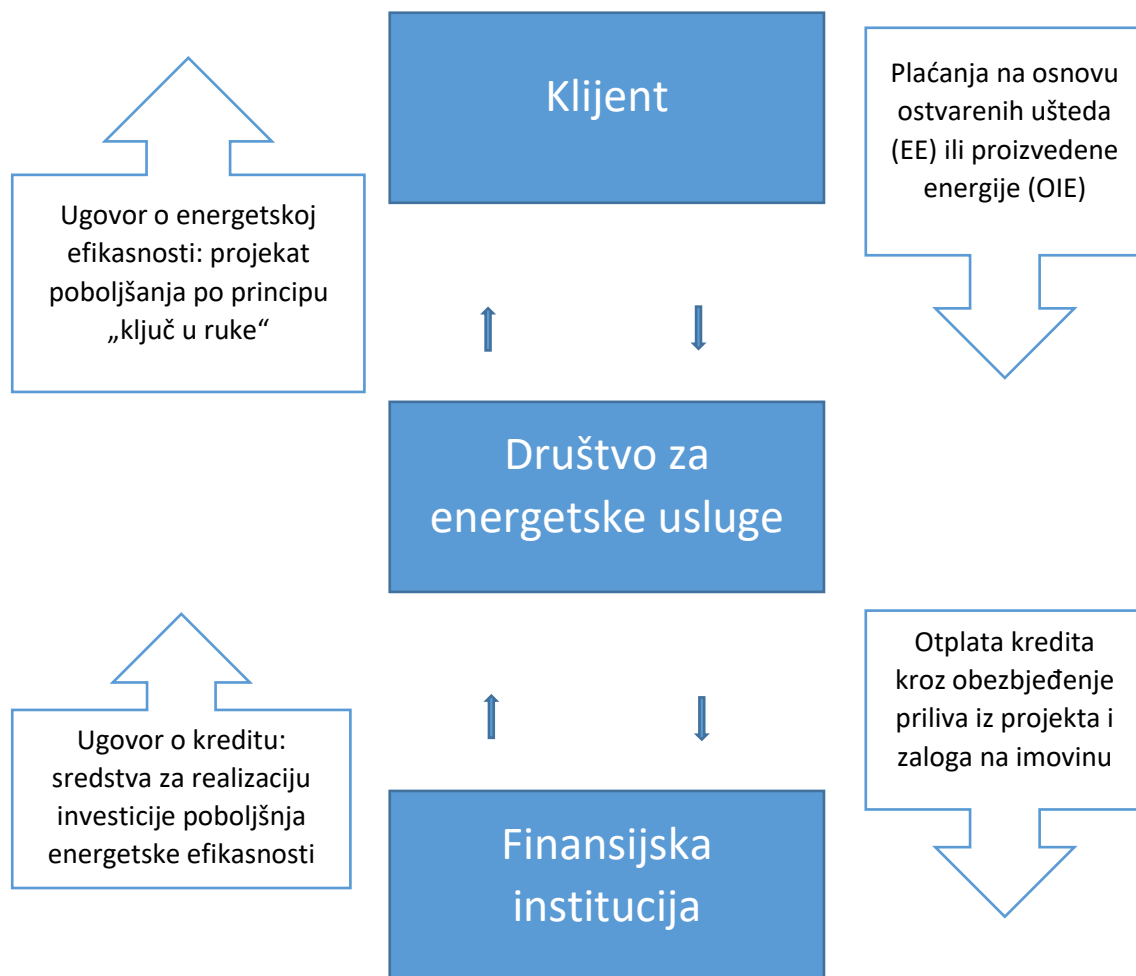 Klijent
Plaćanja na osnovu
ostvarenih ušteda
(EE) ili proizvedene
energije (OIE)
Ugovor o energetskoj
efikasnosti: projekat
poboljšanja po principu
„ključ u ruke“
Društvo za
energetske usluge
Otplata kredita
kroz obezbjeđenje
priliva iz projekta i
zaloga na imovinu
Ugovor o kreditu:
sredstva za realizaciju
investicije poboljšnja
energetske efikasnosti
Finansijska
institucija